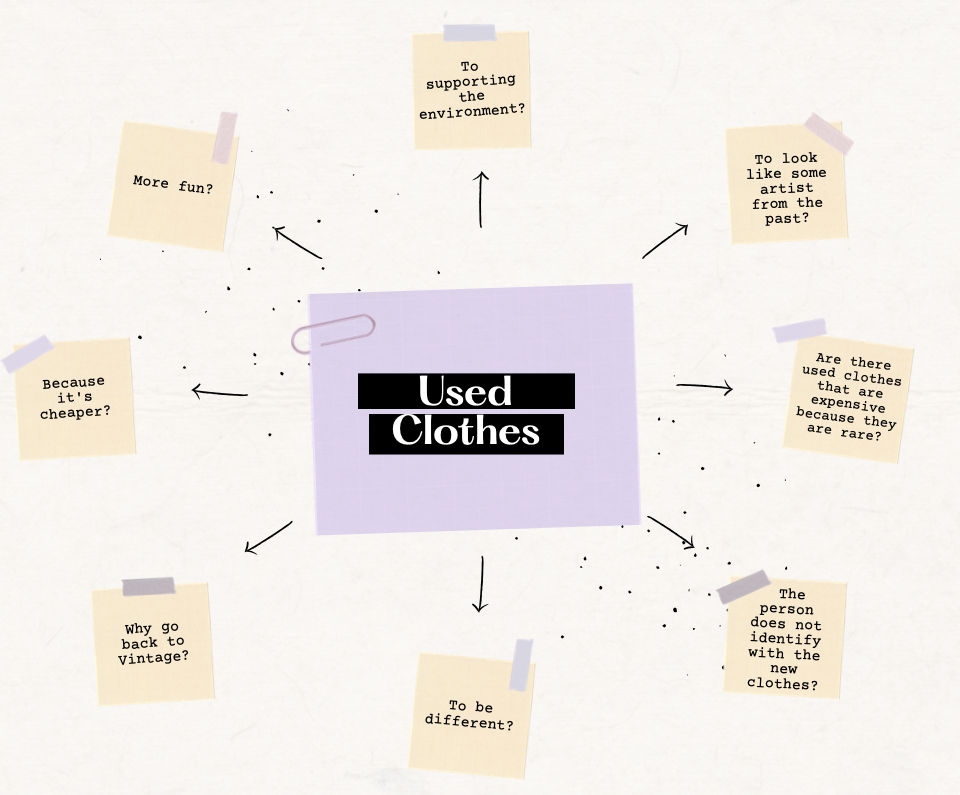 To
supporting
the
environment?
More fun?
To look
like some
artist
from the
past?
Because
it's
cheaper?
Used
Clothes
Are there
used clothes
that are
expensive
because they
are rare?
Why go
back to
Vintage?
To be
different?
The
person
does not
identify
with the
new
clothes?